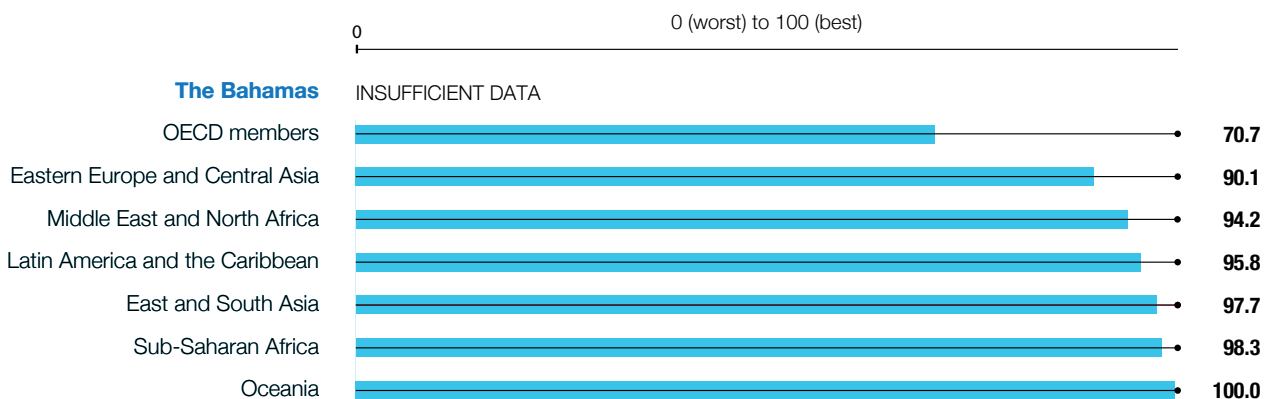 0 (worst) to 100 (best)
0
The Bahamas INSUFFICIENT DATA
OECD members 70.7
Eastern Europe and Central Asia 90.1
Middle East and North Africa 94.2
Latin America and the Caribbean 95.8
East and South Asia 97.7
Sub-Saharan Africa 98.3
Oceania 100.0